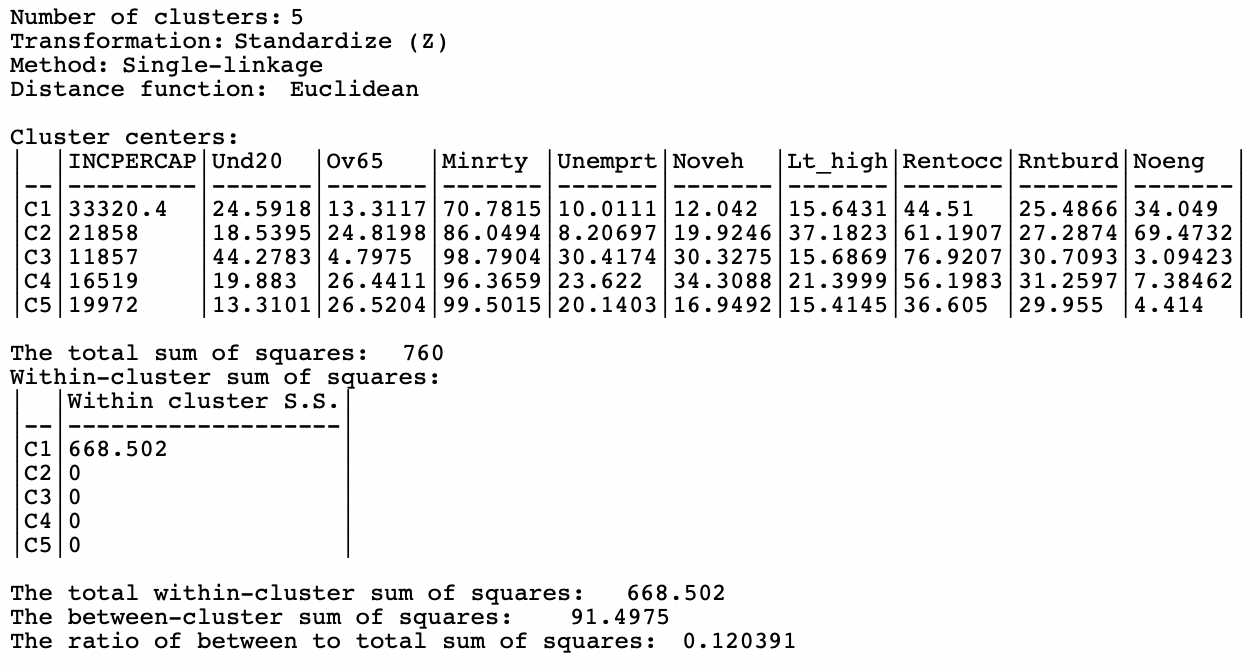 Number of clusters: 5
Transformation: Standardize (Z)
Method: Single-linkage
Distance function: Euclidean
Cluster centers:
|  |INCPERCAP|Und20  |Ov65   |Minrty |Unemprt|Noveh  |Lt_high|Rentocc|Rntburd|Noeng  |
|--|---------|-------|-------|-------|-------|-------|-------|-------|-------|-------|
|C1|33320.4  |24.5918|13.3117|70.7815|10.0111|12.042 |15.6431|44.51  |25.4866|34.049 |
|C2|21858    |18.5395|24.8198|86.0494|8.20697|19.9246|37.1823|61.1907|27.2874|69.4732|
|C3|11857    |44.2783|4.7975 |98.7904|30.4174|30.3275|15.6869|76.9207|30.7093|3.09423|
|C4|16519    |19.883 |26.4411|96.3659|23.622 |34.3088|21.3999|56.1983|31.2597|7.38462|
|C5|19972    |13.3101|26.5204|99.5015|20.1403|16.9492|15.4145|36.605 |29.955 |4.414  |
The total sum of squares: 760
Within-cluster sum of squares:
|  |Within cluster S.S.|
|--|-------------------|
|C1|668.502            |
|C2|0                  |
|C3|0                  |
|C4|0                  |
|C5|0                  |
The total within-cluster sum of squares: 668.502
The between-cluster sum of squares: 91.4975
The ratio of between to total sum of squares: 0.120391